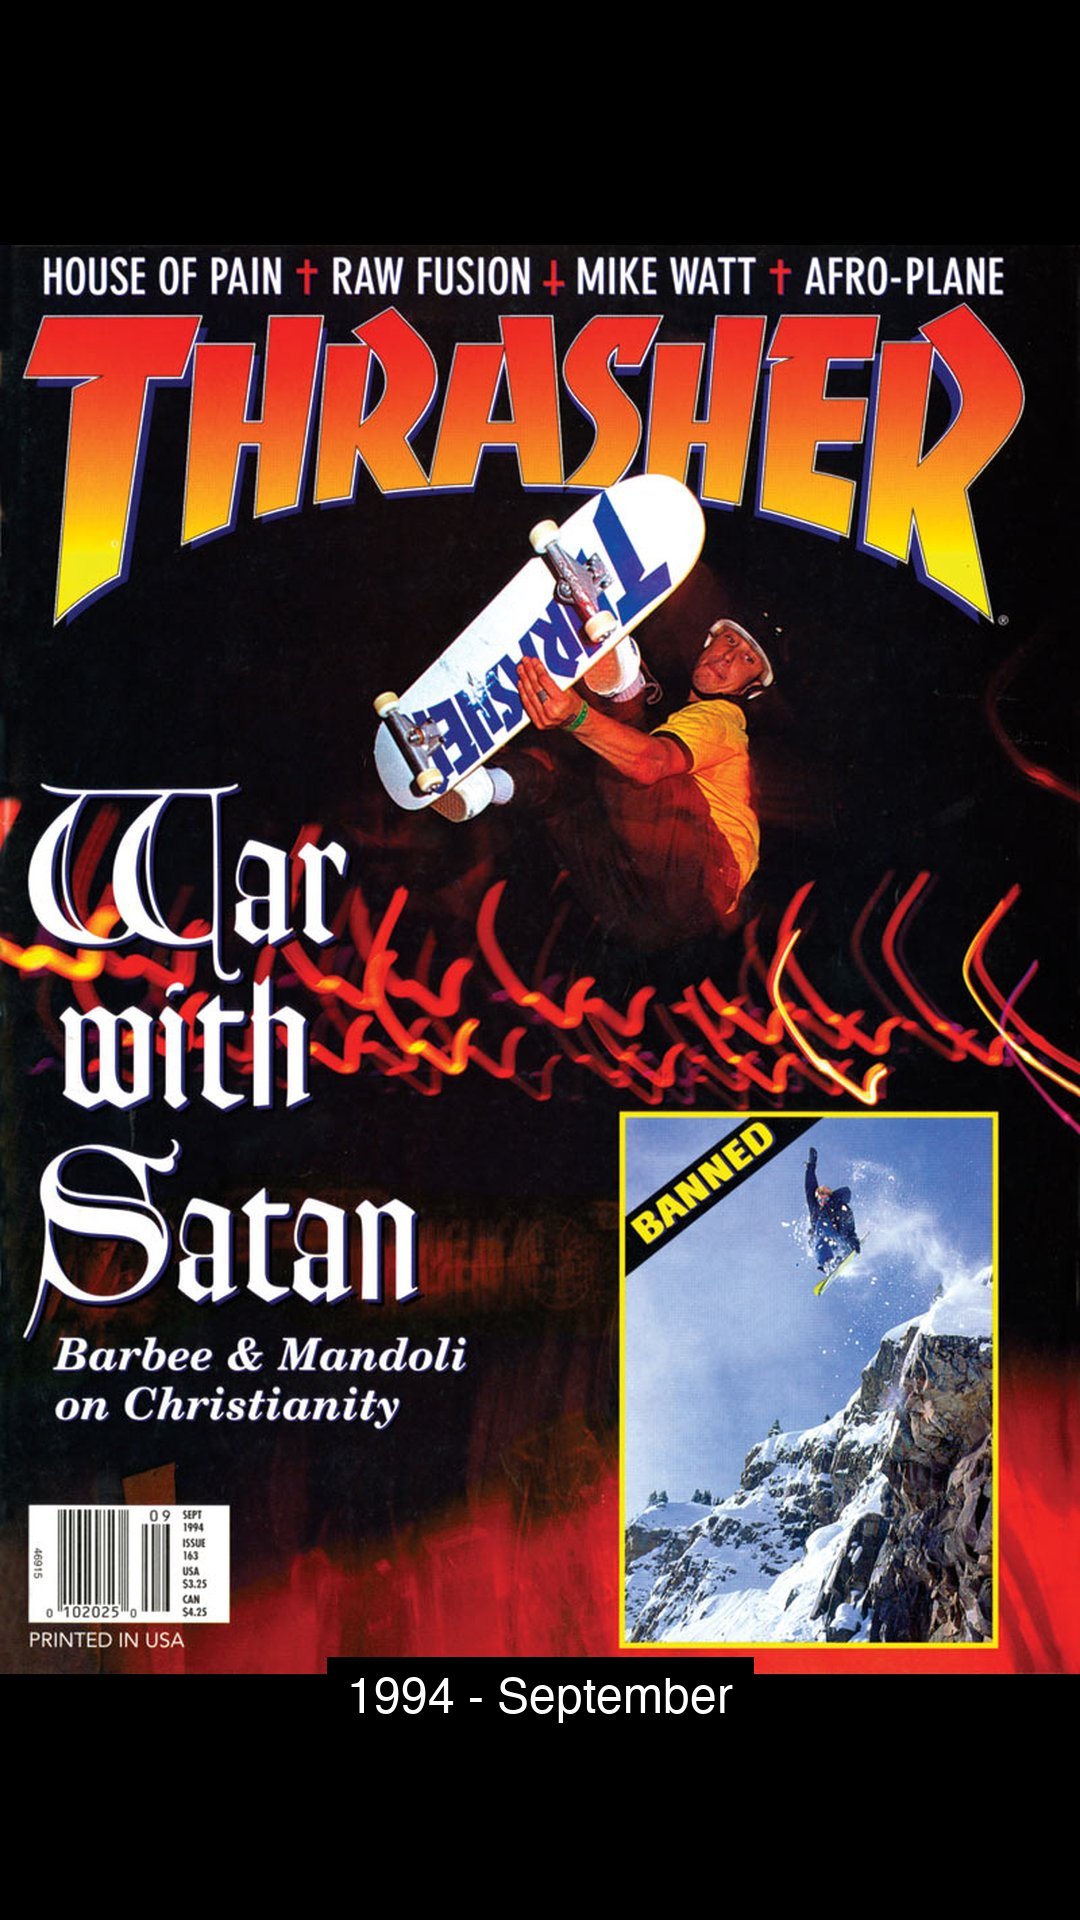 HOUSE OF PAIN † RAW FUSION † MIKE WATT † AFRO-PLANE
THRASHER
®
THRASHER
War
with
Satan
Barbee & Mandoli
on Christianity
BANNED
09
SEPT
1994
ISSUE
163
USA
$3.25
CAN
$4.25
46915
0 102025 0
PRINTED IN USA
1994 - September